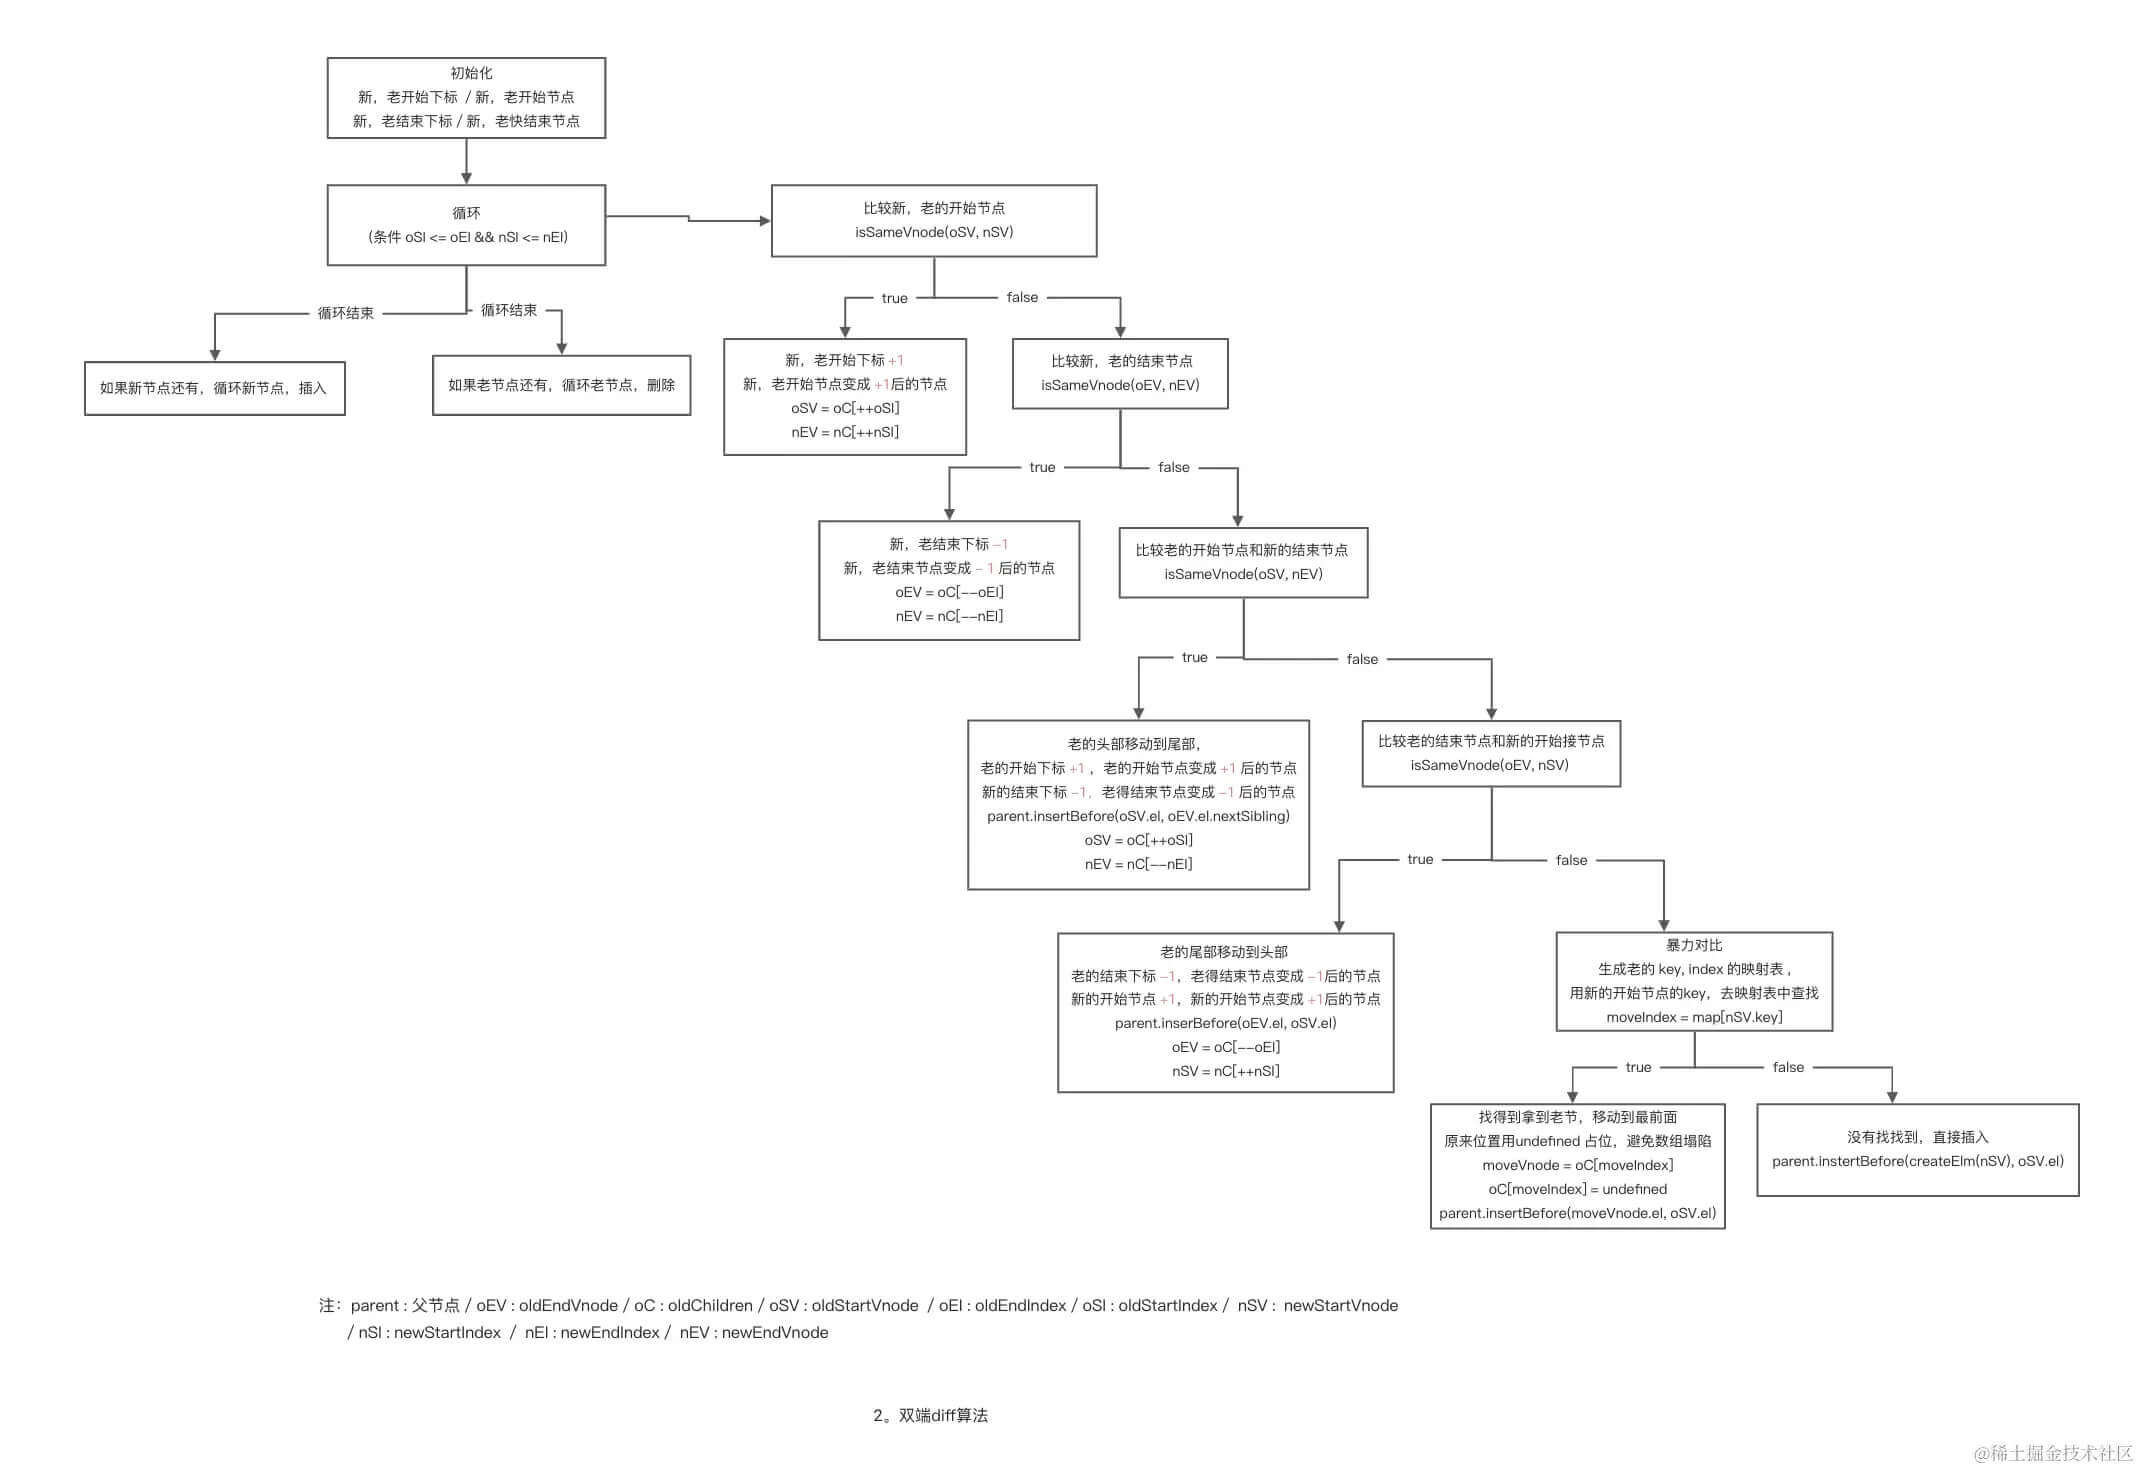 初始化
新，老开始下标 / 新，老开始节点
新，老结束下标 / 新，老快结束节点
循环
(条件 oSI <= oEI && nSI <= nEI)
比较新，老的开始节点
isSameVnode(oSV, nSV)
循环结束
循环结束
如果新节点还有，循环新节点，插入
如果老节点还有，循环老节点，删除
true
false
新，老开始下标 +1
新，老开始节点变成 +1后的节点
oSV = oC[++oSI]
nEV = nC[++nSI]
比较新，老的结束节点
isSameVnode(oEV, nEV)
true
false
新，老结束下标 –1
新，老结束节点变成 – 1 后的节点
oEV = oC[––oEI]
nEV = nC[––nEI]
比较老的开始节点和新的结束节点
isSameVnode(oSV, nEV)
true
false
老的头部移动到尾部，
老的开始下标 +1 ，老的开始节点变成 +1 后的节点
新的结束下标 –1，老得结束节点变成 –1 后的节点
parent.insertBefore(oSV.el, oEV.el.nextSibling)
oSV = oC[++oSI]
nEV = nC[––nEI]
比较老的结束节点和新的开始接节点
isSameVnode(oEV, nSV)
true
false
老的尾部移动到头部
老的结束下标 –1，老得结束节点变成 –1后的节点
新的开始节点 +1，新的开始节点变成 +1后的节点
parent.inserBefore(oEV.el, oSV.el)
oEV = oC[––oEI]
nSV = nC[++nSI]
暴力对比
生成老的 key, index 的映射表 ，
用新的开始节点的key，去映射表中查找
moveIndex = map[nSV.key]
true
false
找得到拿到老节，移动到最前面
原来位置用undefined 占位，避免数组塌陷
moveVnode = oC[moveIndex]
oC[moveIndex] = undefined
parent.insertBefore(moveVnode.el, oSV.el)
没有找找到，直接插入
parent.instertBefore(createElm(nSV), oSV.el)
注：parent : 父节点 / oEV : oldEndVnode / oC : oldChildren / oSV : oldStartVnode / oEI : oldEndIndex / oSI : oldStartIndex / nSV : newStartVnode
/ nSI : newStartIndex / nEI : newEndIndex / nEV : newEndVnode
2。双端diff算法
@稀土掘金技术社区